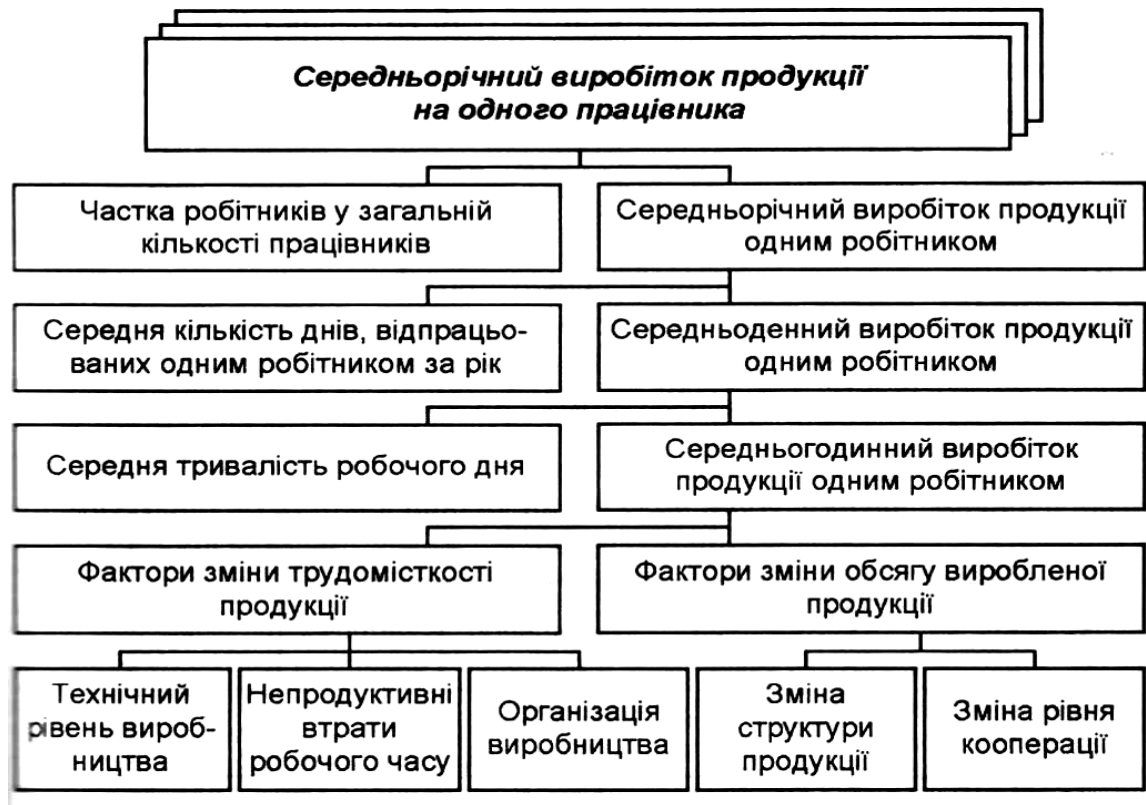 Середньорічний виробіток продукції
на одного працівника
Частка робітників у загальній
кількості працівників
Середньорічний виробіток продукції
одним робітником
Середня кількість днів, відпрацьо-
ваних одним робітником за рік
Середньоденний виробіток продукції
одним робітником
Середня тривалість робочого дня
Середньогодинний виробіток
продукції одним робітником
Фактори зміни трудомісткості
продукції
Фактори зміни обсягу виробленої
продукції
Технічний
рівень вироб-
ництва
Непродуктивні
втрати
робочого часу
Організація
виробництва
Зміна
структури
продукції
Зміна рівня
кооперації